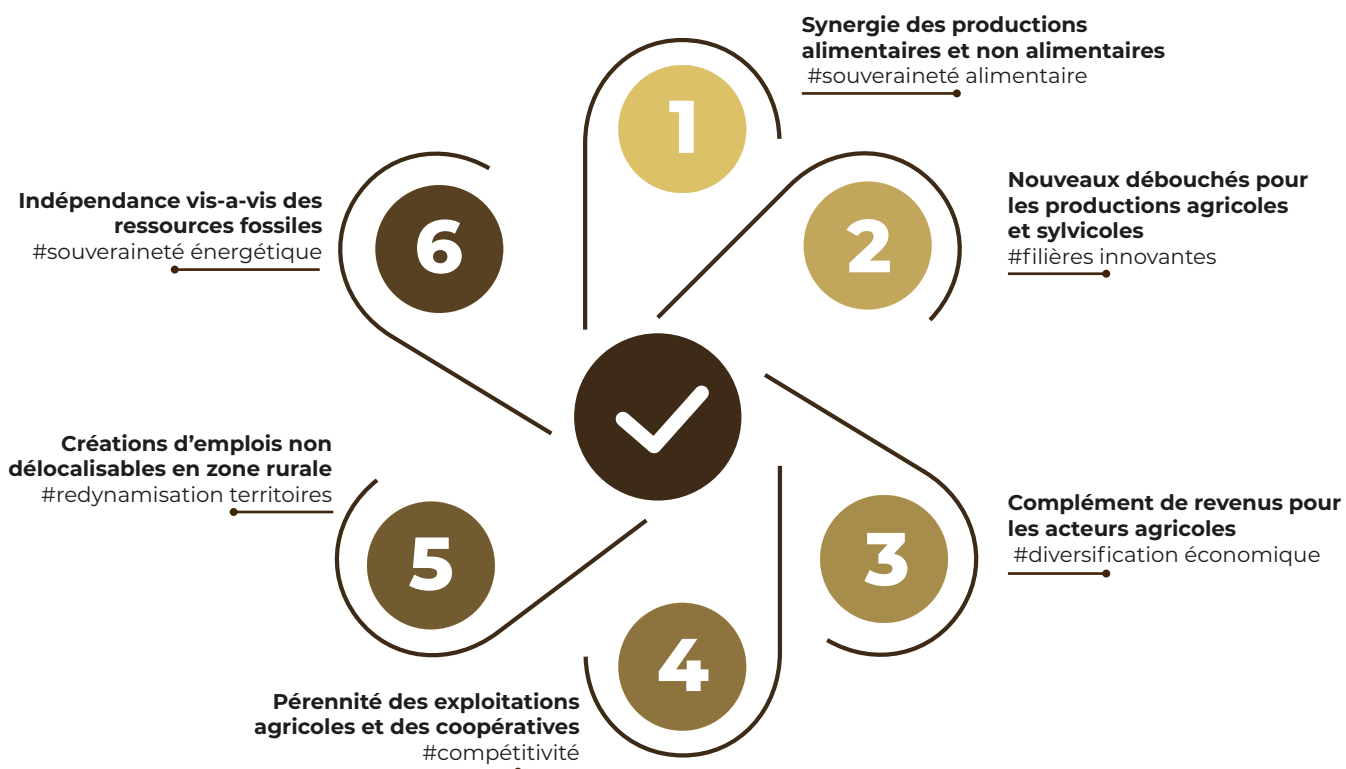 1
Synergie des productions
alimentaires et non alimentaires
#souveraineté alimentaire
2
Nouveaux débouchés pour
les productions agricoles
et sylvicoles
#filières innovantes
3
Complément de revenus pour
les acteurs agricoles
#diversification économique
4
Pérennité des exploitations
agricoles et des coopératives
#compétitivité
5
Créations d’emplois non
délocalisables en zone rurale
#redynamisation territoires
6
Indépendance vis-a-vis des
ressources fossiles
#souveraineté énergétique